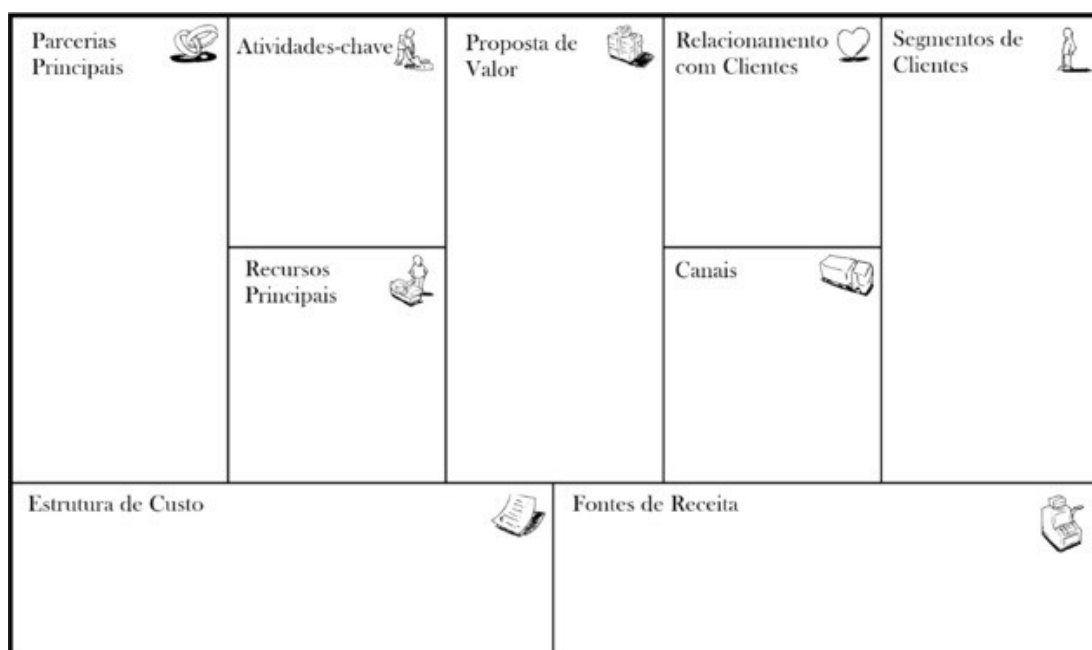 Parcerias
Principais
Atividades-chave
Proposta de
Valor
Relacionamento
com Clientes
Segmentos de
Clientes
Recursos
Principais
Canais
Estrutura de Custo
Fontes de Receita